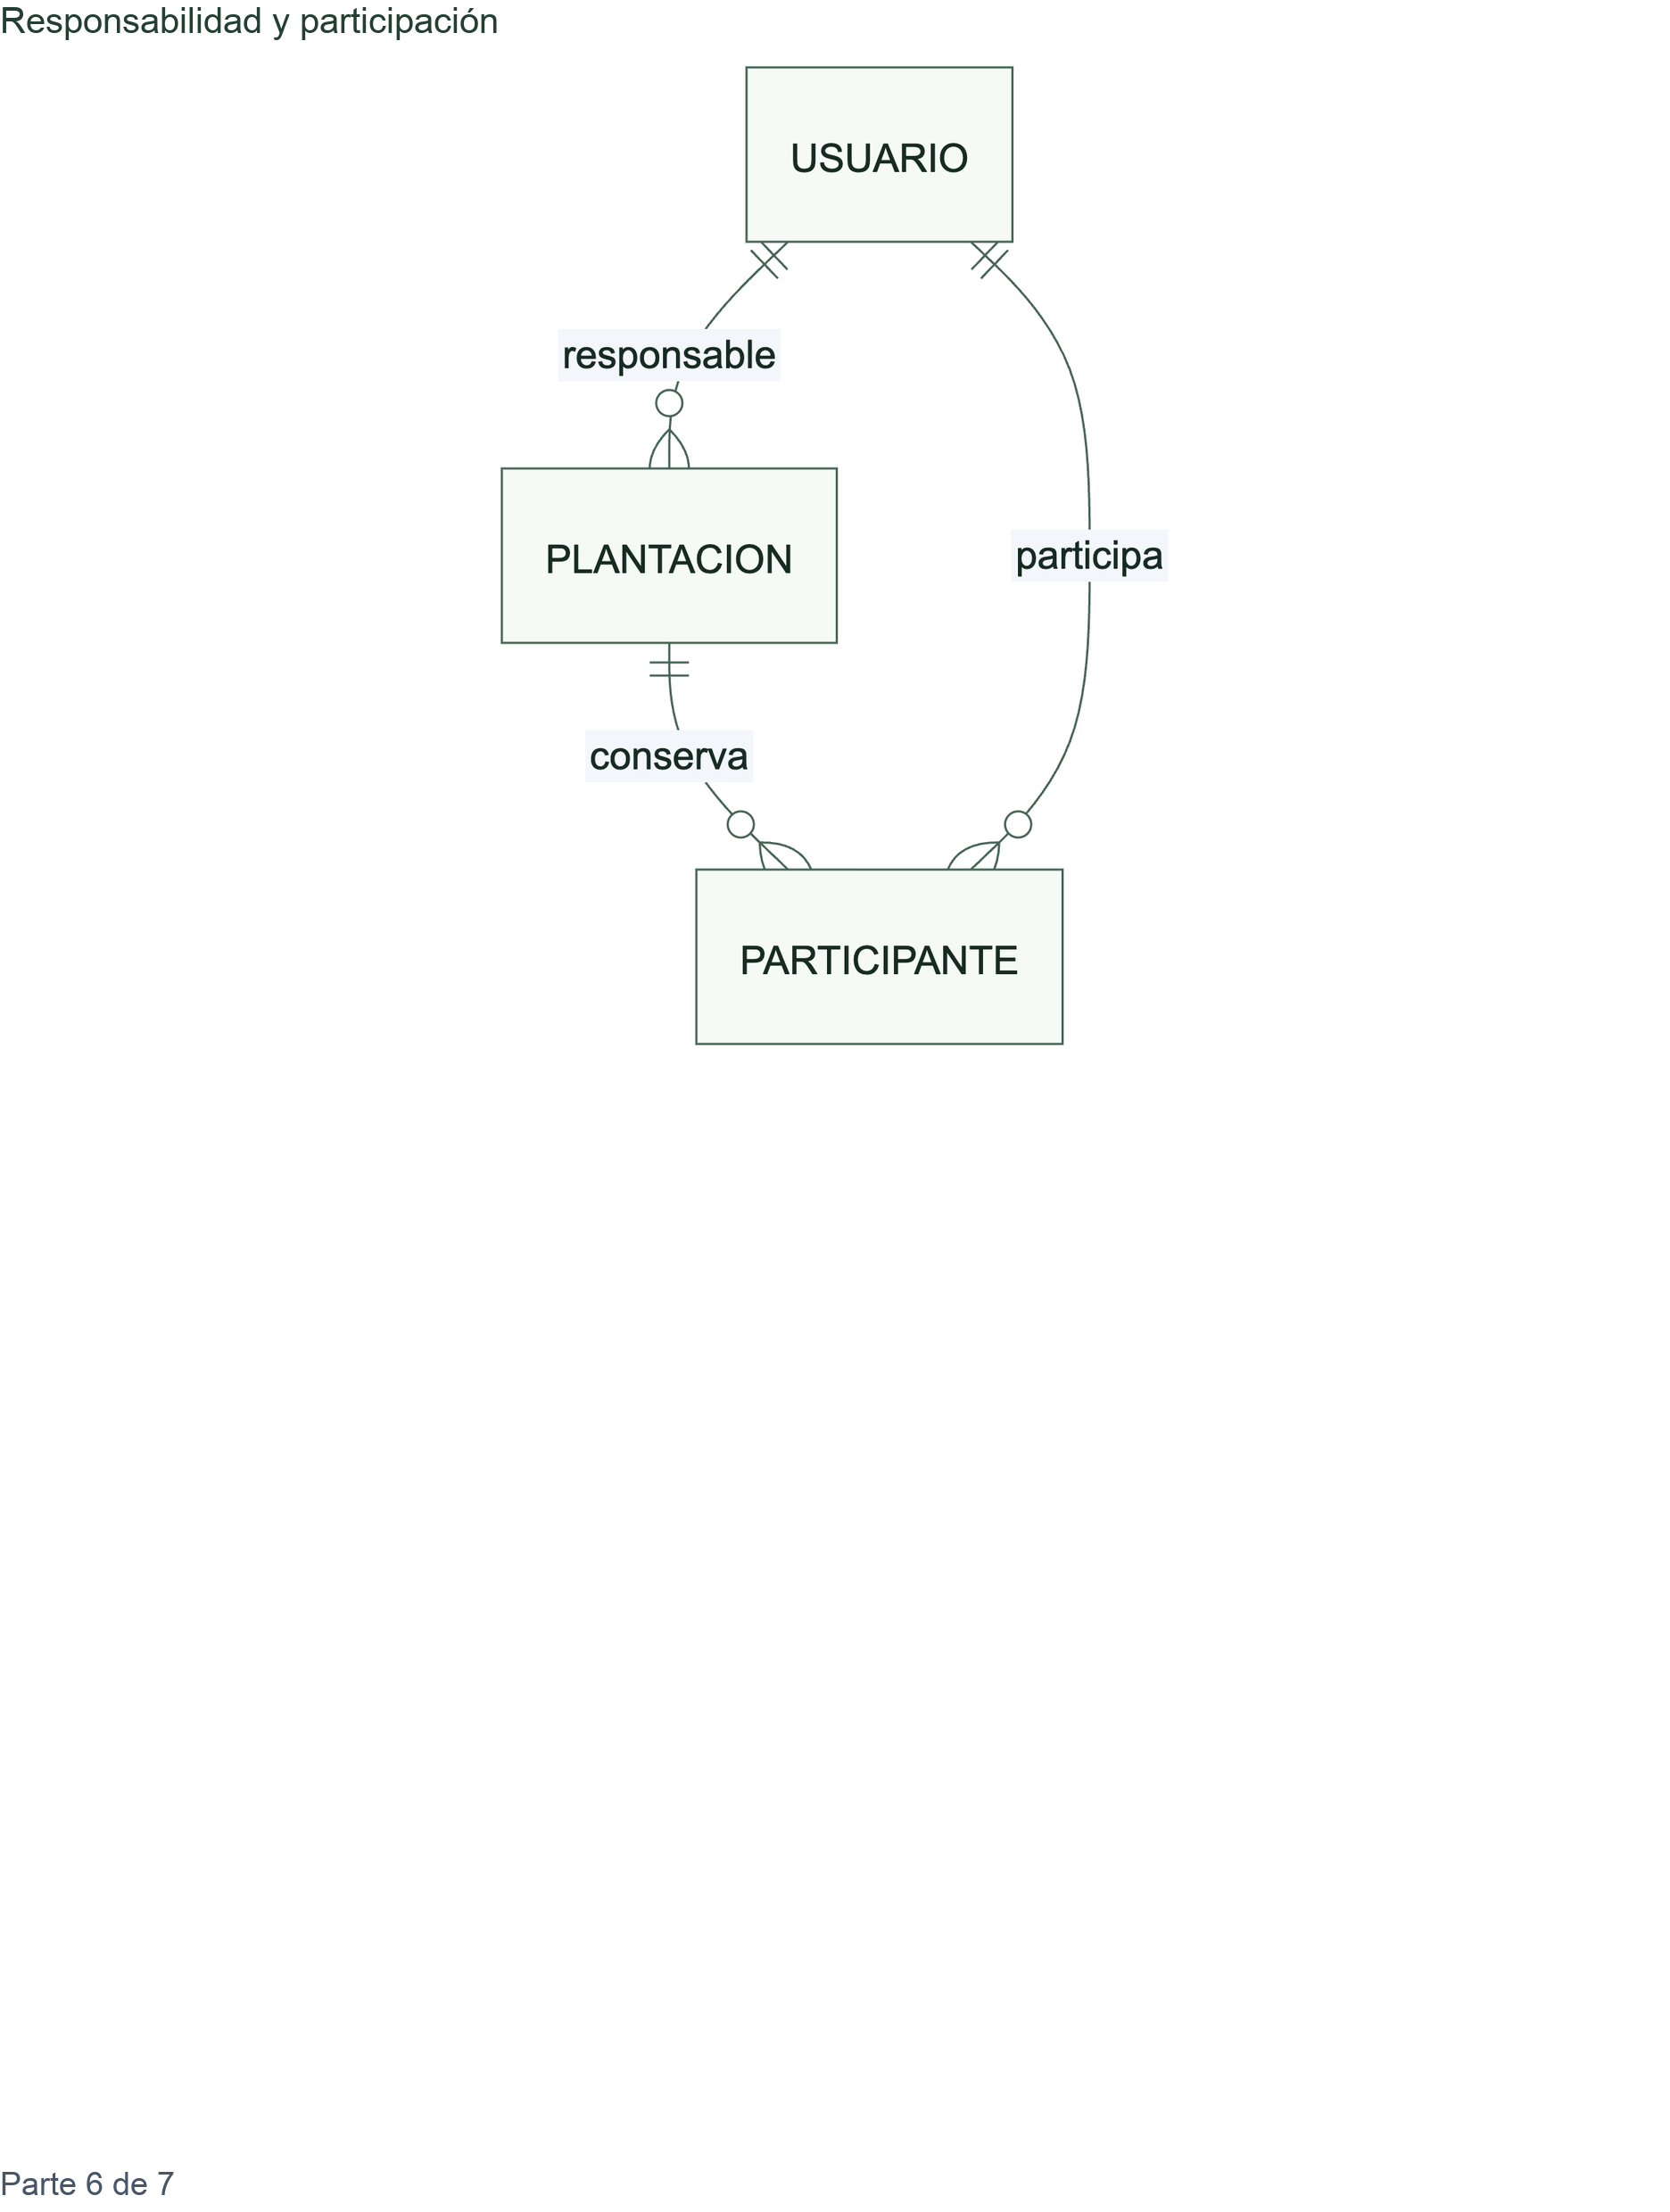 Responsabilidad y participación
USUARIO
responsable
PLANTACION
participa
conserva
PARTICIPANTE
Parte 6 de 7